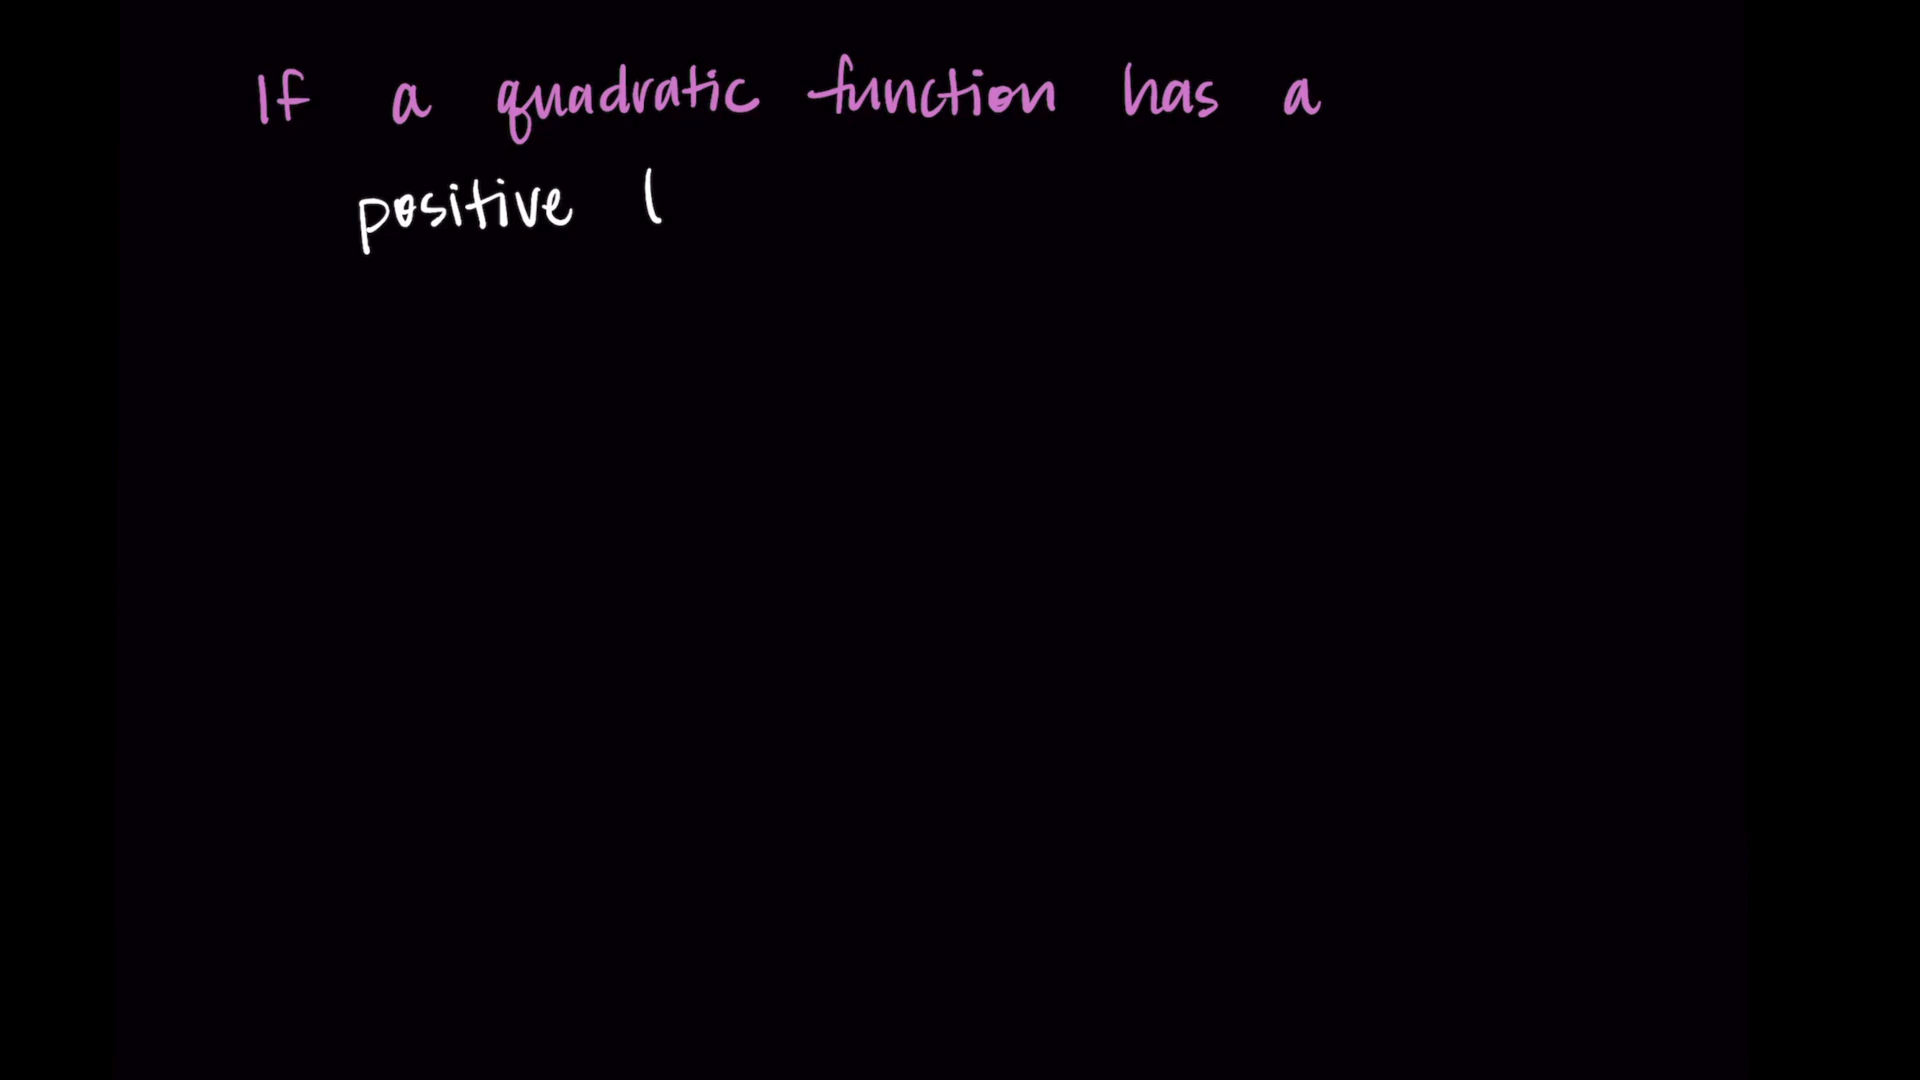 If a quadratic function has a
positive l